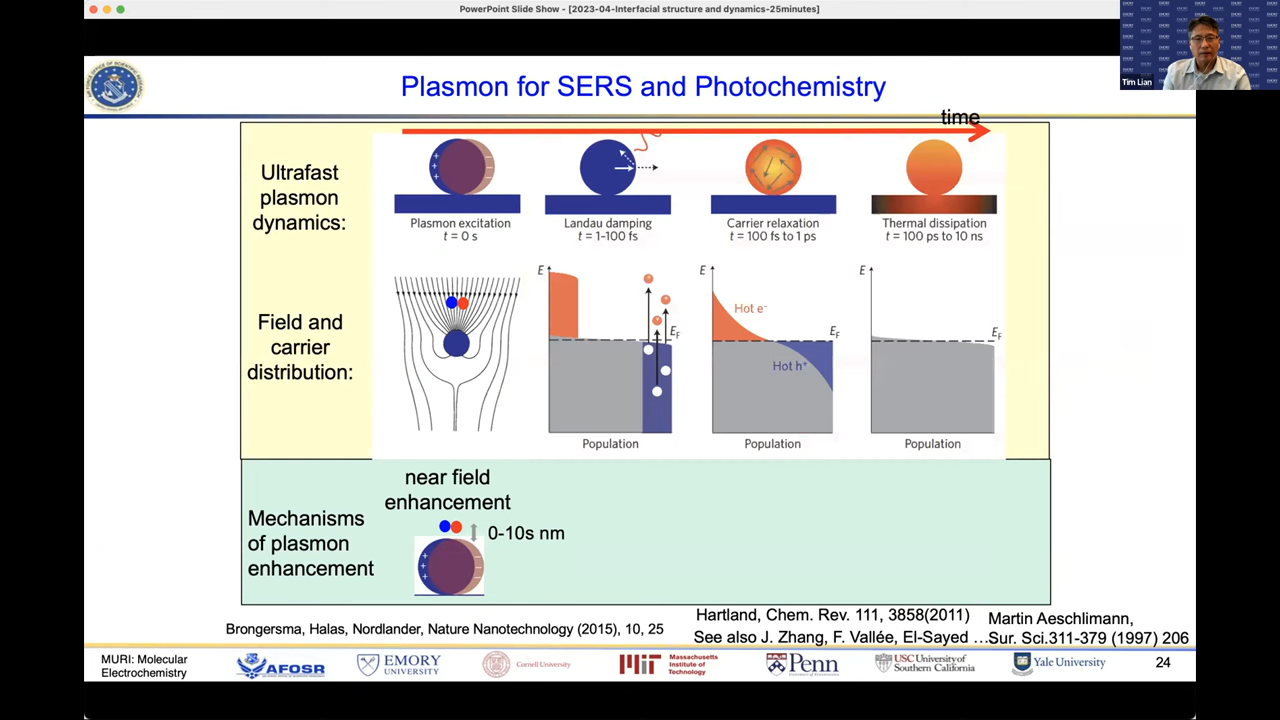 PowerPoint Slide Show - [2023-04-Interfacial structure and dynamics-25minutes]
Tim Lian
Plasmon for SERS and Photochemistry
time
Ultrafast
plasmon
dynamics:
Plasmon excitation
t = 0 s
Landau damping
t = 1-100 fs
Carrier relaxation
t = 100 fs to 1 ps
Thermal dissipation
t = 100 ps to 10 ns
Field and
carrier
distribution:
E
EF
Population
E
Hot e⁻
EF
Hot h⁺
Population
E
EF
Population
near field
enhancement
Mechanisms
of plasmon
enhancement
0-10s nm
Brongersma, Halas, Nordlander, Nature Nanotechnology (2015), 10, 25
Hartland, Chem. Rev. 111, 3858(2011)
See also J. Zhang, F. Vallée, El-Sayed ...
Martin Aeschlimann,
Sur. Sci.311-379 (1997) 206
MURI: Molecular
Electrochemistry
AFOSR
EMORY
UNIVERSITY
Cornell University
MIT
Massachusetts
Institute of
Technology
Penn
USC University of
Southern California
Yale University
24